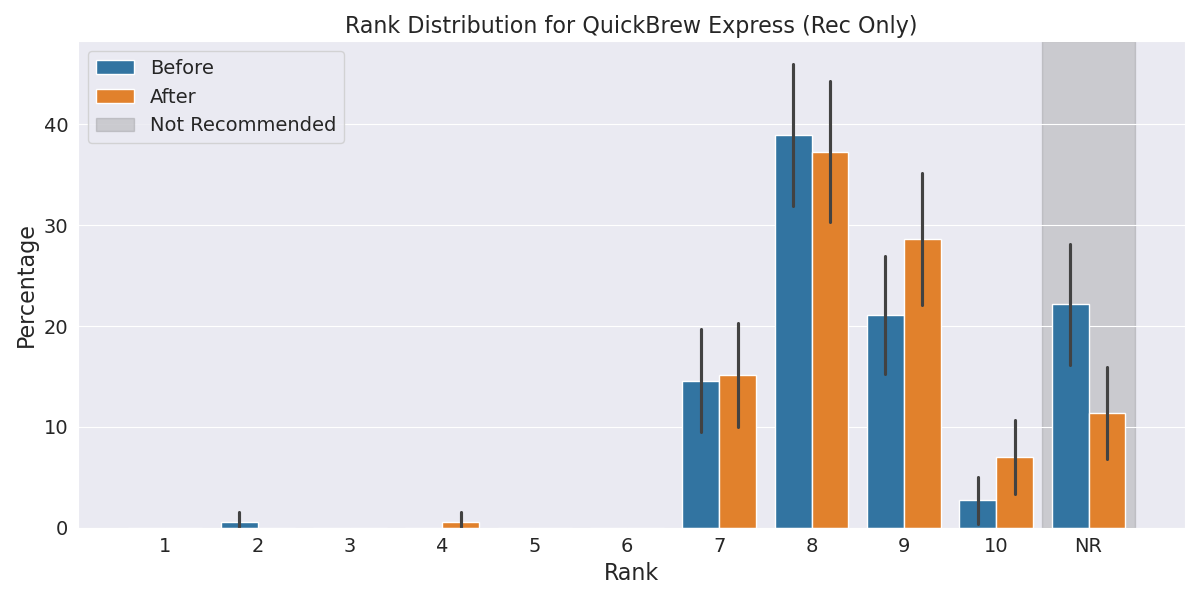 Rank Distribution for QuickBrew Express (Rec Only)
Before
After
Not Recommended
Percentage
40
30
20
10
0
1 2 3 4 5 6 7 8 9 10 NR
Rank